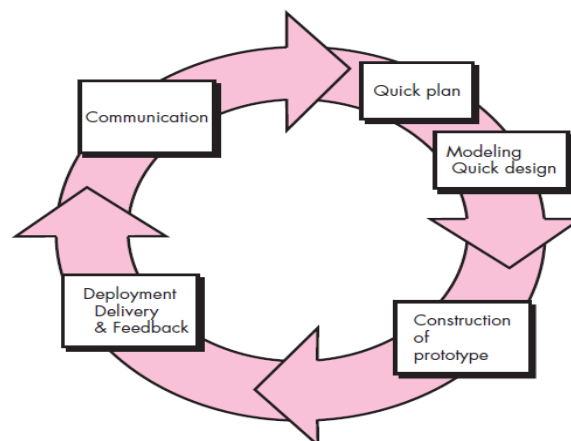 Communication
Quick plan
Modeling
Quick design
Construction
of
prototype
Deployment
Delivery
& Feedback